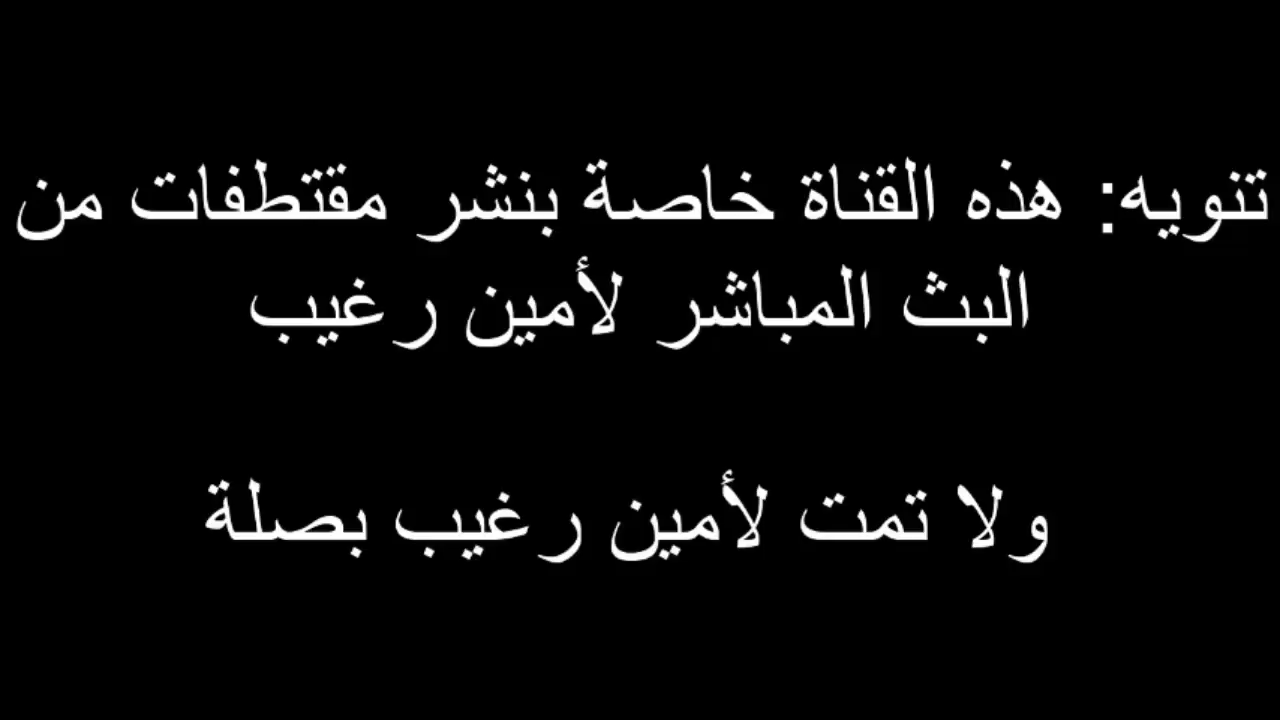 تنويه: هذه القناة خاصة بنشر مقتطفات من
البث المباشر لأمين رغيب
ولا تمت لأمين رغيب بصلة